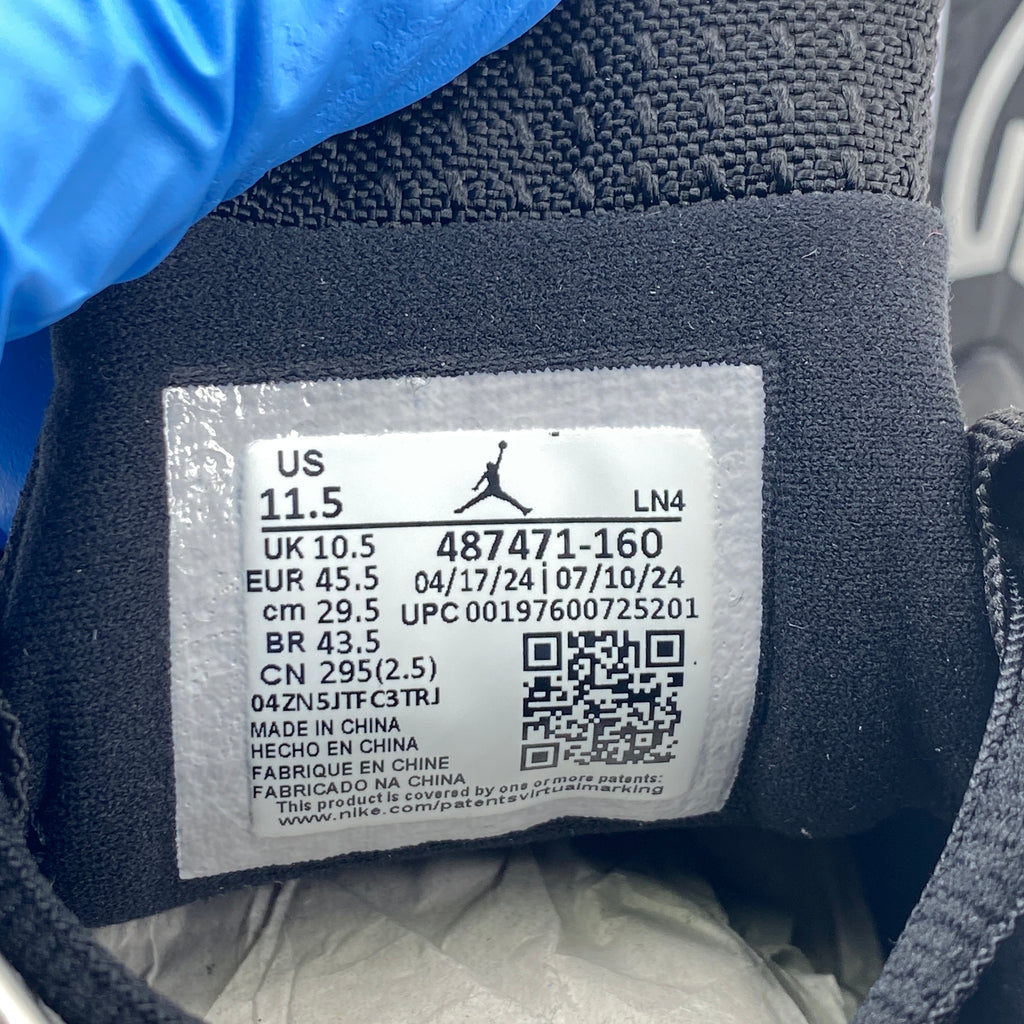 US
11.5
LN4
UK 10.5
487471-160
EUR 45.5
04/17/24 | 07/10/24
cm 29.5
UPC 00197600725201
BR 43.5
CN 295(2.5)
04ZN5JTFC3TRJ
MADE IN CHINA
HECHO EN CHINA
FABRIQUE EN CHINE
FABRICADO NA CHINA
This product is covered by one or more patents:
www.nike.com/patentsvirtualmarking